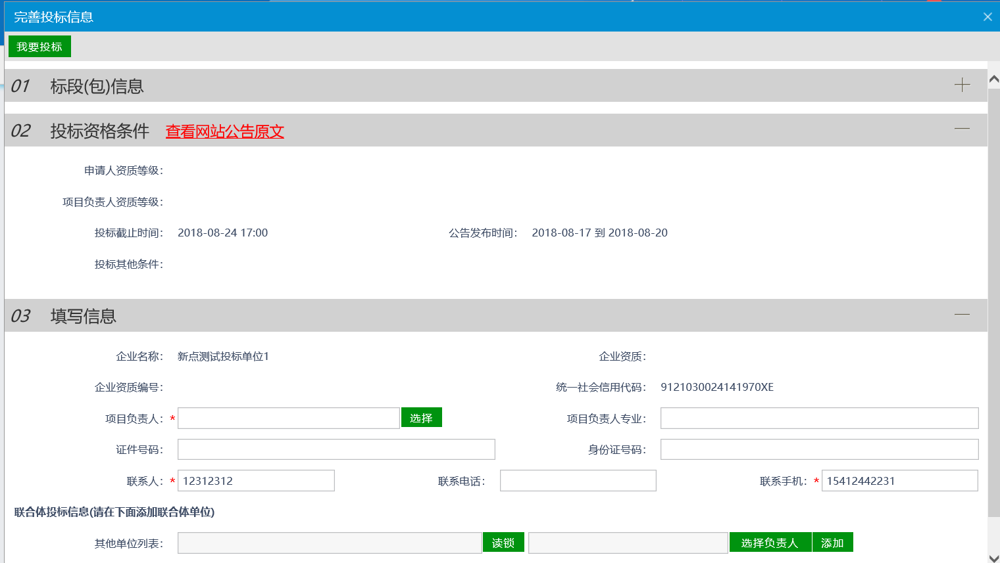 完善投标信息
我要投标
01 标段(包)信息
02 投标资格条件 查看网站公告原文
申请人资质等级：
项目负责人资质等级：
投标截止时间： 2018-08-24 17:00 公告发布时间： 2018-08-17 到 2018-08-20
投标其他条件：
03 填写信息
企业名称： 新点测试投标单位1 企业资质：
企业资质编号： 统一社会信用代码： 9121030024141970XE
项目负责人：* 选择 项目负责人专业：
证件号码： 身份证号码：
联系人：* 12312312 联系电话： 联系手机：* 15412442231
联合体投标信息(请在下面添加联合体单位)
其他单位列表： 读锁 选择负责人 添加